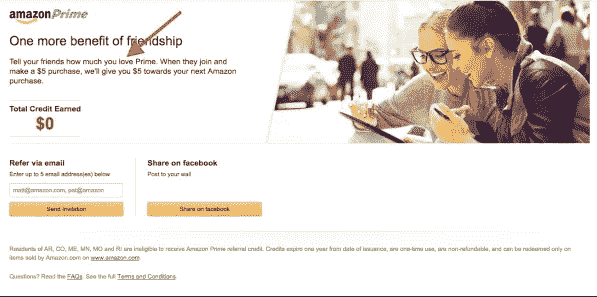 amazonPrime
One more benefit of friendship
Tell your friends how much you love Prime. When they join and
make a $5 purchase, we'll give you $5 towards your next Amazon
purchase.
Total Credit Earned
$0
Refer via email
Enter up to 5 email address(es) below
matt@amazon.com, pat@amazon
Send invitation
Share on facebook
Post to your wall
Share on facebook
Residents of AR, CO, ME, MN, MO and RI are ineligible to receive Amazon Prime referral credit. Credits expire one year from date of issuance, are one-time use, are non-refundable, and can be redeemed only on
items sold by Amazon.com on www.amazon.com
Questions? Read the FAQs. See the full Terms and Conditions.